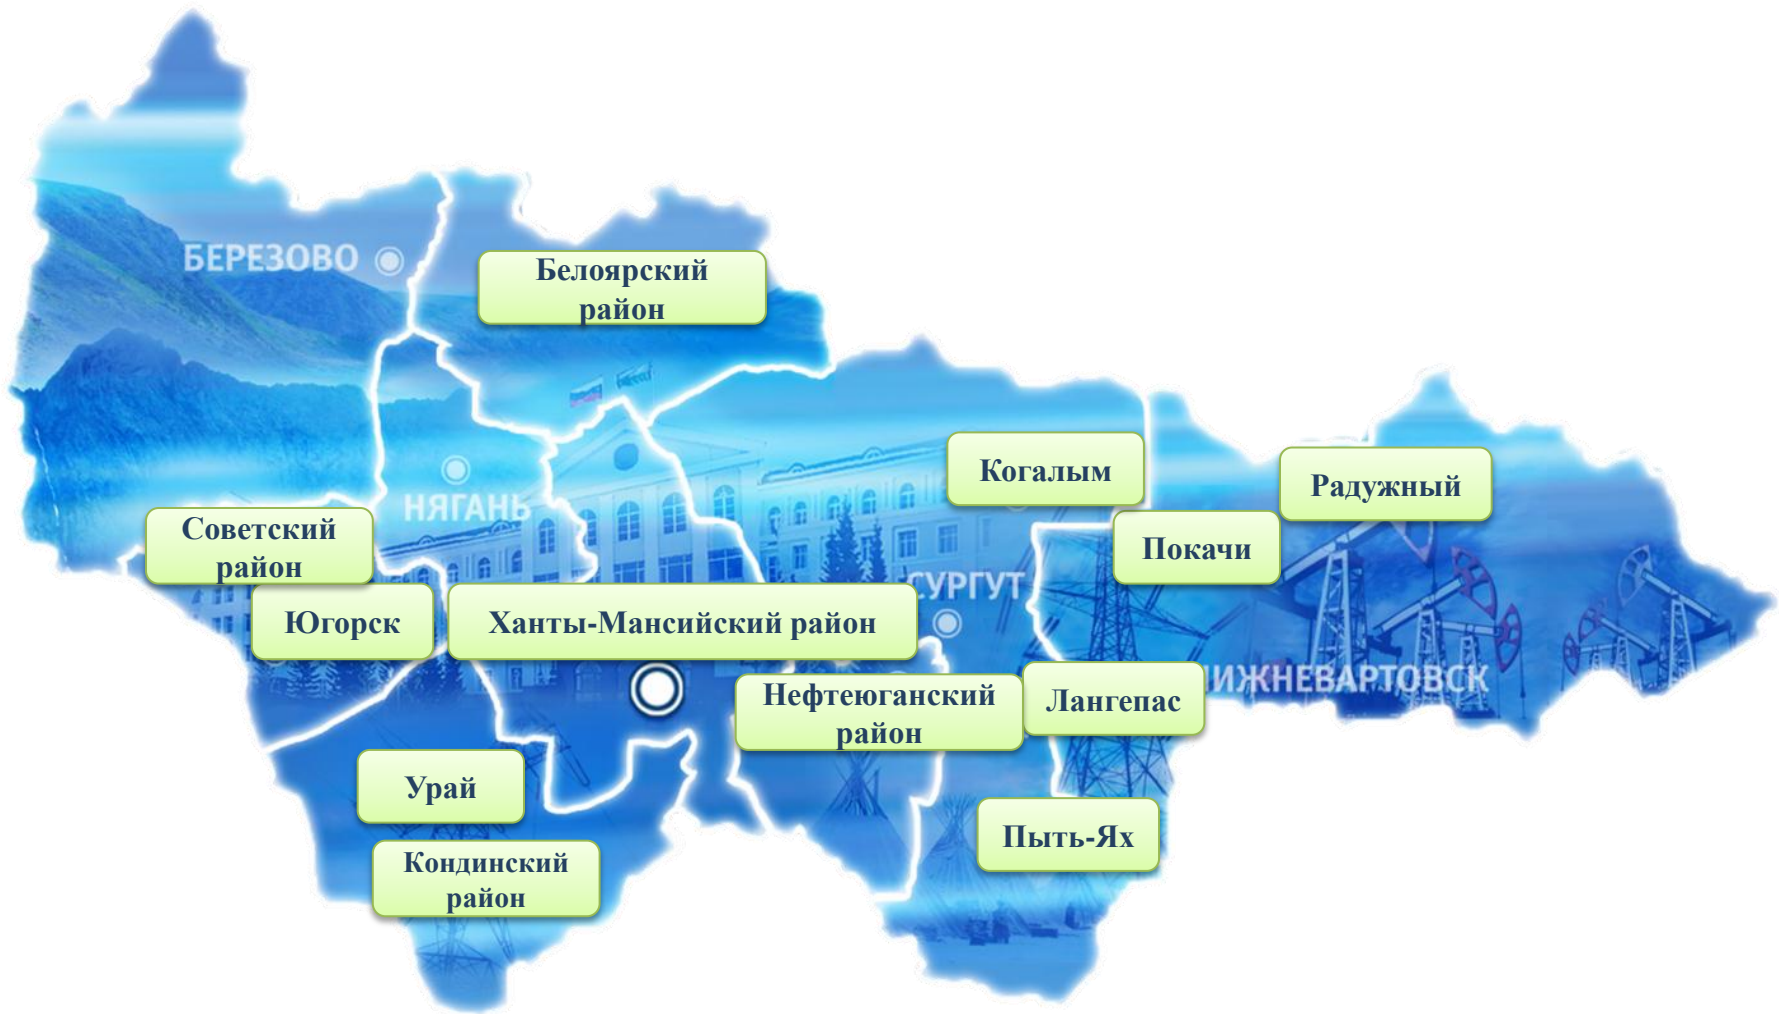 БЕРЕЗОВО
Белоярский
район
Когалым
Радужный
НЯГАНЬ
Советский
район
Покачи
СУРГУТ
Югорск
Ханты-Мансийский район
ИЖНЕВАРТОВСК
Нефтеюганский
район
Лангепас
Урай
Пыть-Ях
Кондинский
район